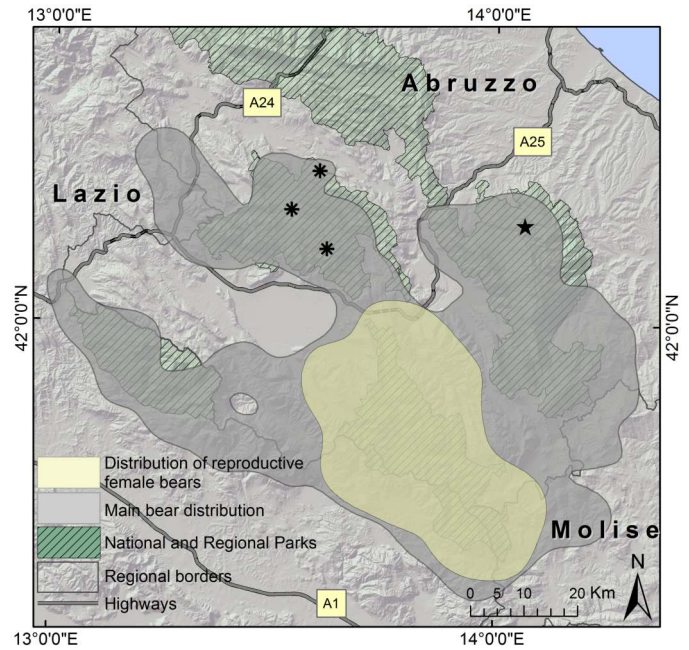 13°0'0"E 14°0'0"E
Abruzzo
A24
A25
Lazio
42°0'0"N 42°0'0"N
Distribution of reproductive
female bears
Main bear distribution
National and Regional Parks
Regional borders
Highways
Molise
N
0 5 10 20 Km
A1
13°0'0"E 14°0'0"E